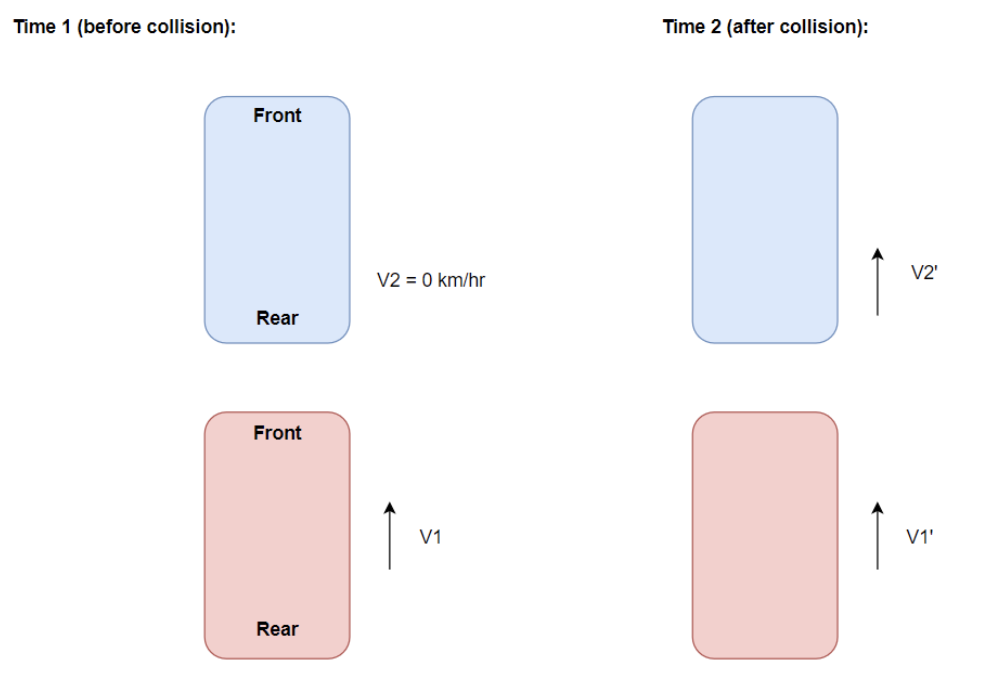 Time 1 (before collision):
Time 2 (after collision):
Front
V2 = 0 km/hr
V2'
Rear
Front
V1
V1'
Rear